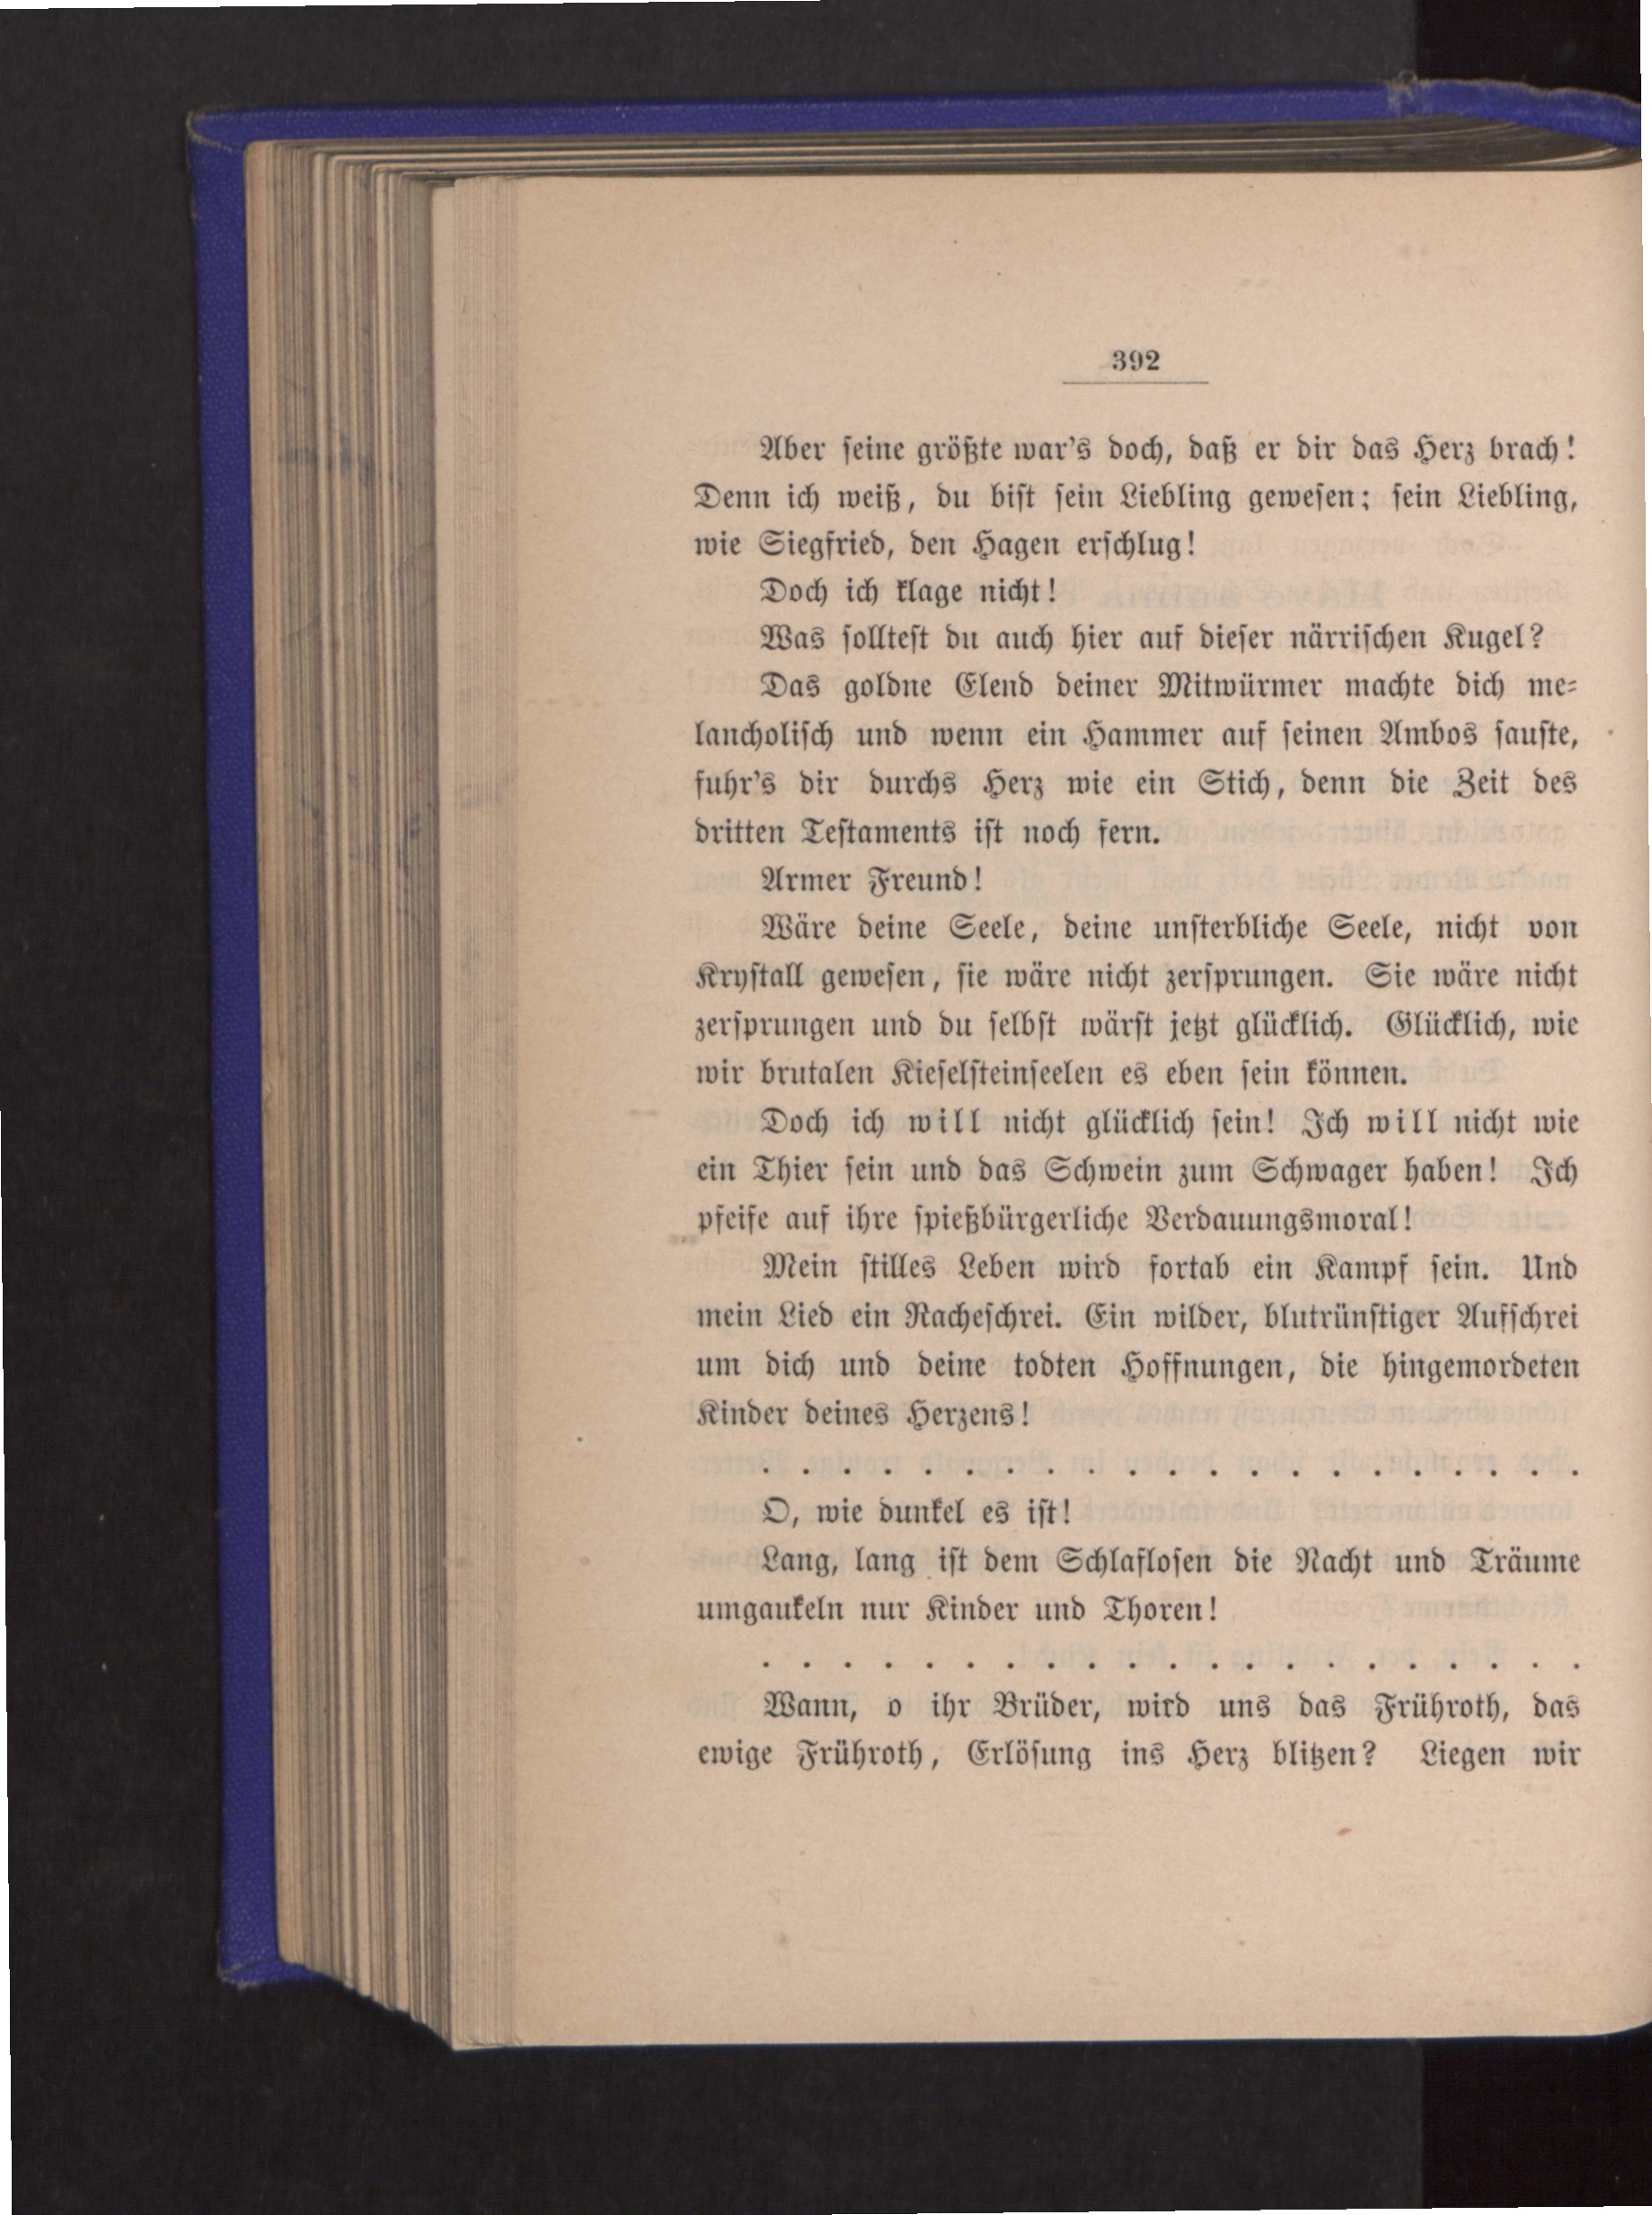 392
Aber seine größte war's doch, daß er dir das Herz brach!
Denn ich weiß, du bist sein Liebling gewesen; sein Liebling,
wie Siegfried, den Hagen erschlug!
Doch ich klage nicht!
Was solltest du auch hier auf dieser närrischen Kugel?
Das goldne Elend deiner Mitwürmer machte dich me-
lancholisch und wenn ein Hammer auf seinen Ambos sauste,
fuhr's dir durchs Herz wie ein Stich, denn die Zeit des
dritten Testaments ist noch fern.
Armer Freund!
Wäre deine Seele, deine unsterbliche Seele, nicht von
Krystall gewesen, sie wäre nicht zersprungen. Sie wäre nicht
zersprungen und du selbst wärst jetzt glücklich. Glücklich, wie
wir brutalen Kieselsteinseelen es eben sein können.
Doch ich will nicht glücklich sein! Ich will nicht wie
ein Thier sein und das Schwein zum Schwager haben! Ich
pfeife auf ihre spießbürgerliche Verdauungsmoral!
Mein stilles Leben wird fortab ein Kampf sein. Und
mein Lied ein Racheschrei. Ein wilder, blutrünstiger Aufschrei
um dich und deine todten Hoffnungen, die hingemordeten
Kinder deines Herzens!
. . . . . . . . . . . . . . . . . . . . .
O, wie dunkel es ist!
Lang, lang ist dem Schlaflosen die Nacht und Träume
umgaukeln nur Kinder und Thoren!
. . . . . . . . . . . . . . . . . . . . .
Wann, o ihr Brüder, wird uns das Frühroth, das
ewige Frühroth, Erlösung ins Herz blitzen? Liegen wir